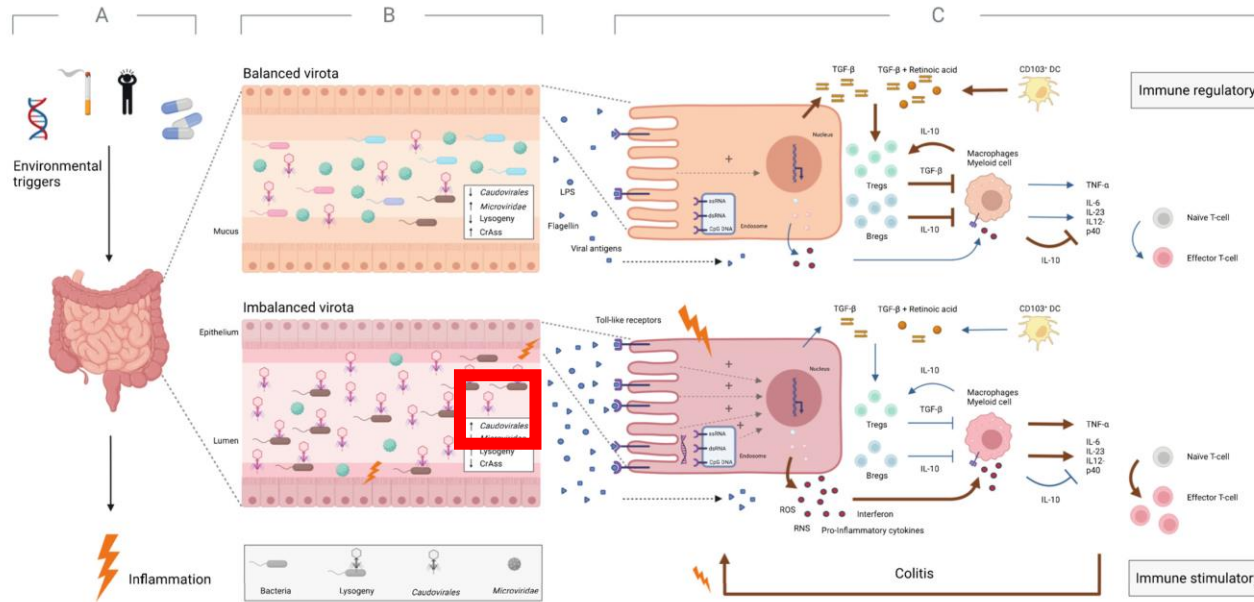 A
B
C
Environmental
triggers
Inflammation
Balanced virota
Mucus
↓ Caudovirales
↑ Microviridae
↓ Lysogeny
↑ CrAss
Imbalanced virota
Epithelium
Lumen
↑ Caudovirales
↓ Microviridae
↑ Lysogeny
↓ CrAss
Bacteria
Lysogeny
Caudovirales
Microviridae
LPS
Flagellin
Viral antigens
Nucleus
+
ssRNA
dsRNA
CpG DNA
Endosome
TGF-β
TGF-β + Retinoic acid
CD103⁺ DC
Immune regulatory
IL-10
Macrophages
Myeloid cell
Tregs
TGF-β
Bregs
IL-10
TNF-α
IL-6
IL-23
IL12-
p40
IL-10
Naïve T-cell
Effector T-cell
Toll-like receptors
Nucleus
+
+
+
+
ssRNA
dsRNA
CpG DNA
Endosome
TGF-β
TGF-β + Retinoic acid
CD103⁺ DC
IL-10
Macrophages
Myeloid cell
Tregs
TGF-β
Bregs
IL-10
TNF-α
IL-6
IL-23
IL12-
p40
IL-10
Naïve T-cell
Effector T-cell
ROS
RNS
Interferon
Pro-Inflammatory cytokines
Colitis
Immune stimulator